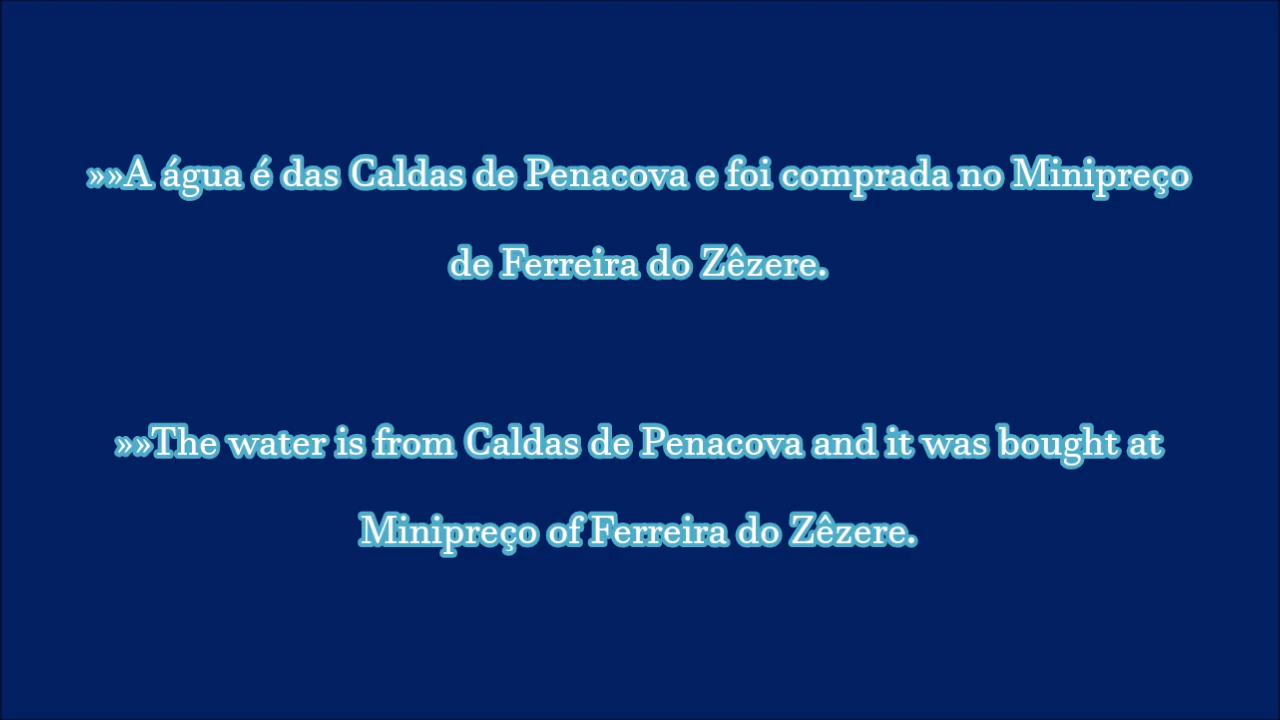 »»A água é das Caldas de Penacova e foi comprada no Minipreço
de Ferreira do Zêzere.
»»The water is from Caldas de Penacova and it was bought at
Minipreço of Ferreira do Zêzere.